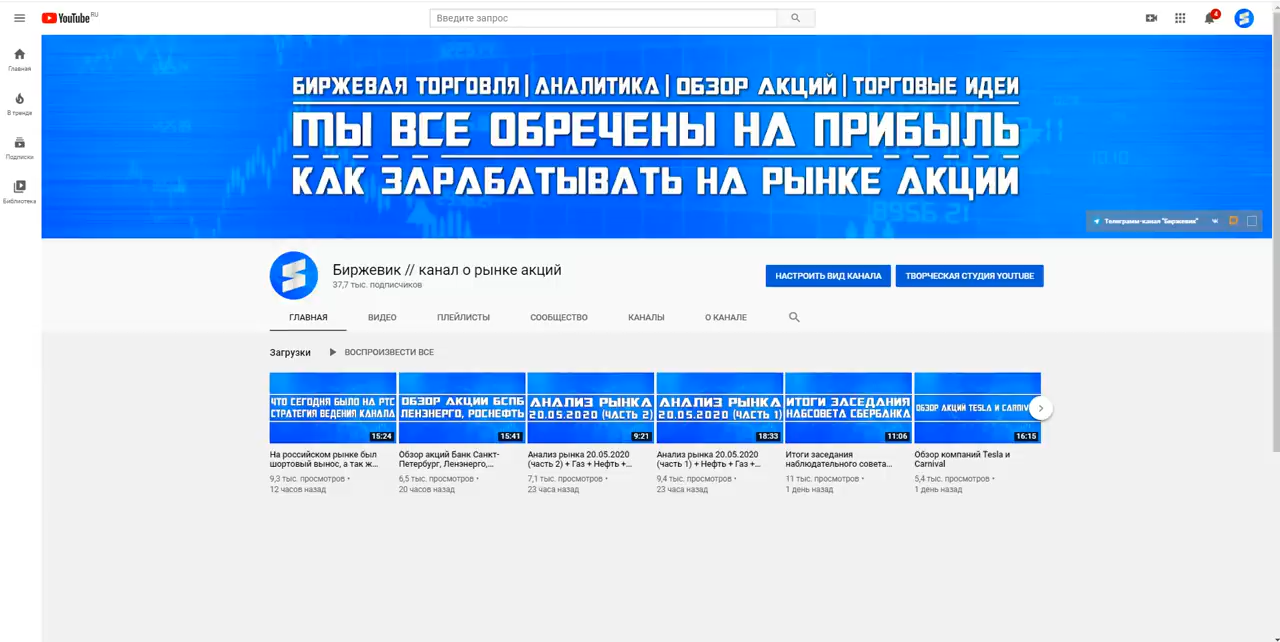 YouTube RU
Введите запрос
4
Главная
В тренде
Подписки
Библиотека
БИРЖЕВАЯ ТОРГОВЛЯ | АНАЛИТИКА | ОБЗОР АКЦИЙ | ТОРГОВЫЕ ИДЕИ
МЫ ВСЕ ОБРЕЧЕНЫ НА ПРИБЫЛЬ
КАК ЗАРАБАТЫВАТЬ НА РЫНКЕ АКЦИИ
Телеграмм-канал "Биржевик"
Биржевик // канал о рынке акций
37,7 тыс. подписчиков
НАСТРОИТЬ ВИД КАНАЛА
ТВОРЧЕСКАЯ СТУДИЯ YOUTUBE
ГЛАВНАЯ ВИДЕО ПЛЕЙЛИСТЫ СООБЩЕСТВО КАНАЛЫ О КАНАЛЕ
Загрузки ВОСПРОИЗВЕСТИ ВСЕ
ЧТО СЕГОДНЯ БЫЛО НА РТС
СТРАТЕГИЯ ВЕДЕНИЯ КАНАЛА
15:24
На российском рынке был
шортовый вынос, а так ж...
9,3 тыс. просмотров •
12 часов назад
ОБЗОР АКЦИИ БСПБ
ЛЕНЭНЕРГО, РОСНЕФТЬ
15:41
Обзор акций Банк Санкт-
Петербург, Ленэнерго,...
6,5 тыс. просмотров •
20 часов назад
АНАЛИЗ РЫНКА
20.05.2020 (ЧАСТЬ 2)
9:21
Анализ рынка 20.05.2020
(часть 2) + Газ + Нефть +...
7,1 тыс. просмотров •
23 часа назад
АНАЛИЗ РЫНКА
20.05.2020 (ЧАСТЬ 1)
18:33
Анализ рынка 20.05.2020
(часть 1) + Нефть + Газ +...
9,4 тыс. просмотров •
23 часа назад
ИТОГИ ЗАСЕДАНИЯ
НАБСОВЕТА СБЕРБАНКА
11:06
Итоги заседания
наблюдательного совета...
11 тыс. просмотров •
1 день назад
ОБЗОР АКЦИЙ TESLA И CARNIV
16:15
Обзор компаний Tesla и
Carnival
5,4 тыс. просмотров •
1 день назад